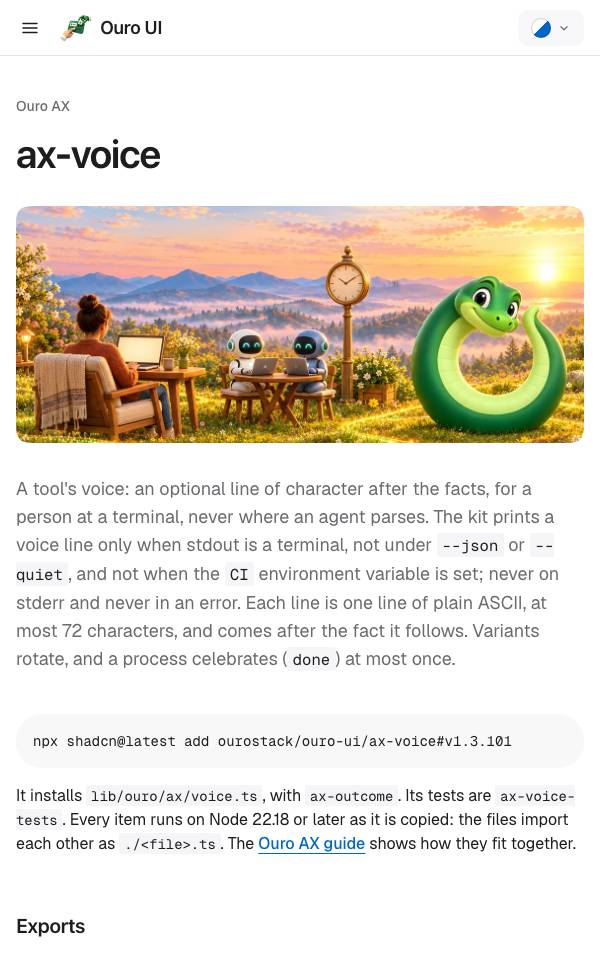 Ouro UI
Ouro AX
ax-voice
A tool's voice: an optional line of character after the facts, for a
person at a terminal, never where an agent parses. The kit prints a
voice line only when stdout is a terminal, not under --json or --
quiet, and not when the CI environment variable is set; never on
stderr and never in an error. Each line is one line of plain ASCII, at
most 72 characters, and comes after the fact it follows. Variants
rotate, and a process celebrates (done) at most once.
npx shadcn@latest add ourostack/ouro-ui/ax-voice#v1.3.101
It installs lib/ouro/ax/voice.ts, with ax-outcome. Its tests are ax-voice-
tests. Every item runs on Node 22.18 or later as it is copied: the files import
each other as ./<file>.ts. The Ouro AX guide shows how they fit together.
Exports